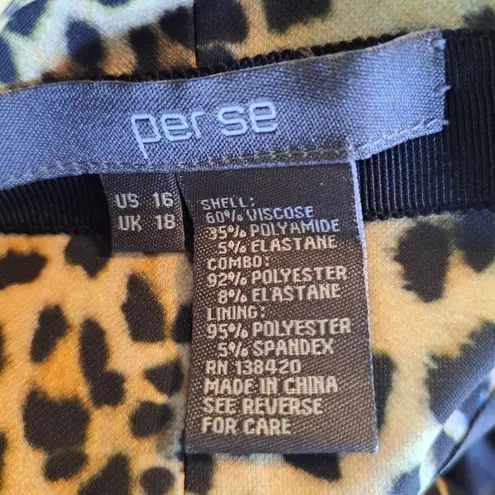 per se
US 16
UK 18
SHELL:
60% VISCOSE
35% POLYAMIDE
5% ELASTANE
COMBO:
92% POLYESTER
8% ELASTANE
LINING:
95% POLYESTER
5% SPANDEX
RN 138420
MADE IN CHINA
SEE REVERSE
FOR CARE